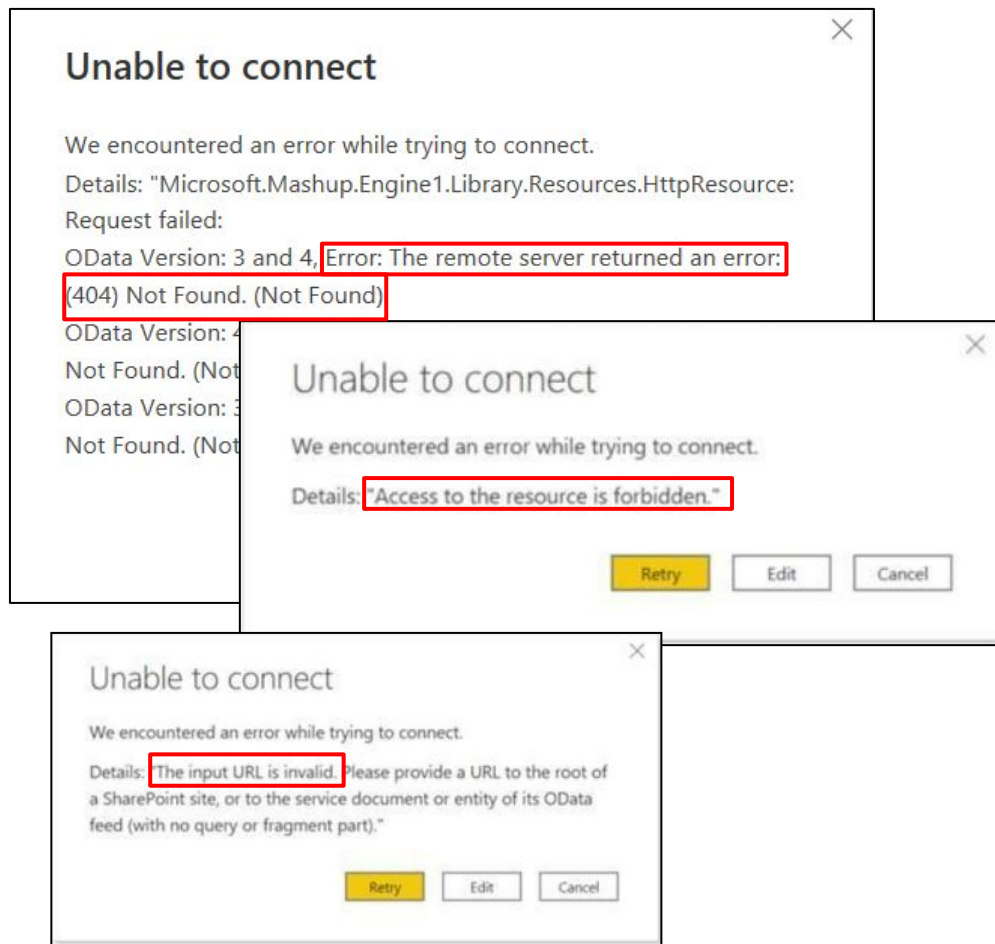 Unable to connect
We encountered an error while trying to connect.
Details: "Microsoft.Mashup.Engine1.Library.Resources.HttpResource:
Request failed:
OData Version: 3 and 4, Error: The remote server returned an error:
(404) Not Found. (Not Found)
OData Version: 4
Not Found. (Not
OData Version: 3
Not Found. (Not
Unable to connect
We encountered an error while trying to connect.
Details: "Access to the resource is forbidden."
Retry
Edit
Cancel
Unable to connect
We encountered an error while trying to connect.
Details: "The input URL is invalid. Please provide a URL to the root of
a SharePoint site, or to the service document or entity of its OData
feed (with no query or fragment part)."
Retry
Edit
Cancel